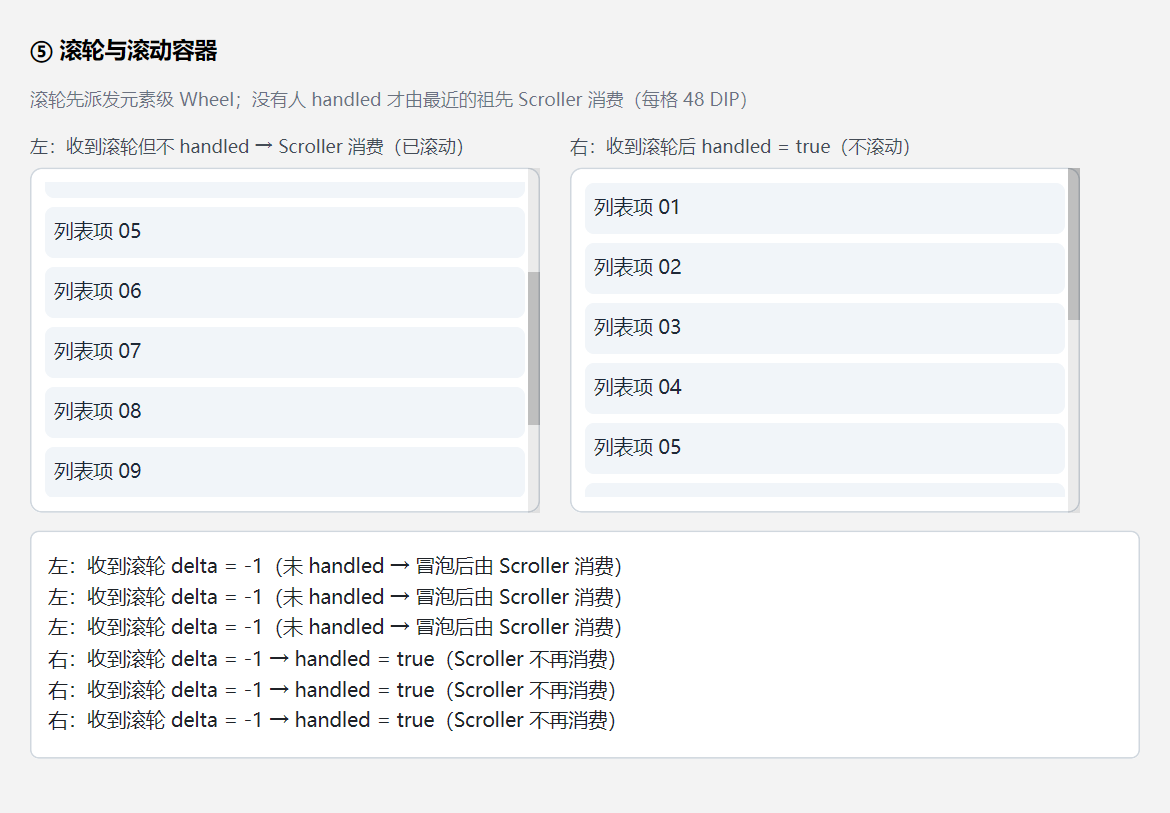 ⑤ 滚轮与滚动容器
滚轮先派发元素级 Wheel；没有人 handled 才由最近的祖先 Scroller 消费（每格 48 DIP）
左：收到滚轮但不 handled → Scroller 消费（已滚动）
列表项 05
列表项 06
列表项 07
列表项 08
列表项 09
右：收到滚轮后 handled = true（不滚动）
列表项 01
列表项 02
列表项 03
列表项 04
列表项 05
左：收到滚轮 delta = -1（未 handled → 冒泡后由 Scroller 消费）
左：收到滚轮 delta = -1（未 handled → 冒泡后由 Scroller 消费）
左：收到滚轮 delta = -1（未 handled → 冒泡后由 Scroller 消费）
右：收到滚轮 delta = -1 → handled = true（Scroller 不再消费）
右：收到滚轮 delta = -1 → handled = true（Scroller 不再消费）
右：收到滚轮 delta = -1 → handled = true（Scroller 不再消费）